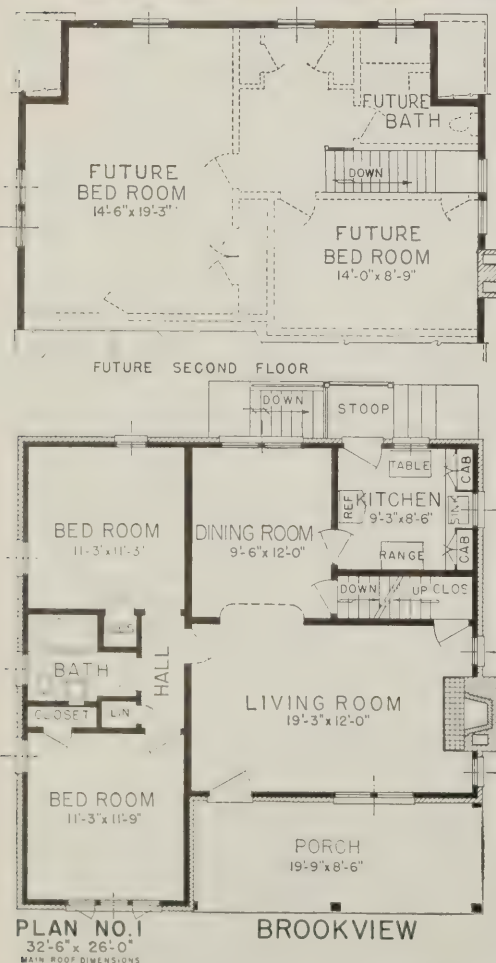 FUTURE
BATH
FUTURE
BED ROOM
14'-6" x 19'-3"
DOWN
FUTURE
BED ROOM
14'-0" x 8'-9"
FUTURE SECOND FLOOR
DOWN
STOOP
TABLE
CAB
BED ROOM
11'-3" x 11'-3"
DINING ROOM
9'-6" x 12'-0"
REF
KITCHEN
9'-3" x 8'-6"
SINK
RANGE
CAB
DOWN
UP
CLOS
BATH
HALL
LIVING ROOM
19'-3" x 12'-0"
CLOSET
LIN
BED ROOM
11'-3" x 11'-9"
PORCH
19'-9" x 8'-6"
PLAN NO. 1
32'-6" x 26'-0"
MAIN ROOF DIMENSIONS
BROOKVIEW